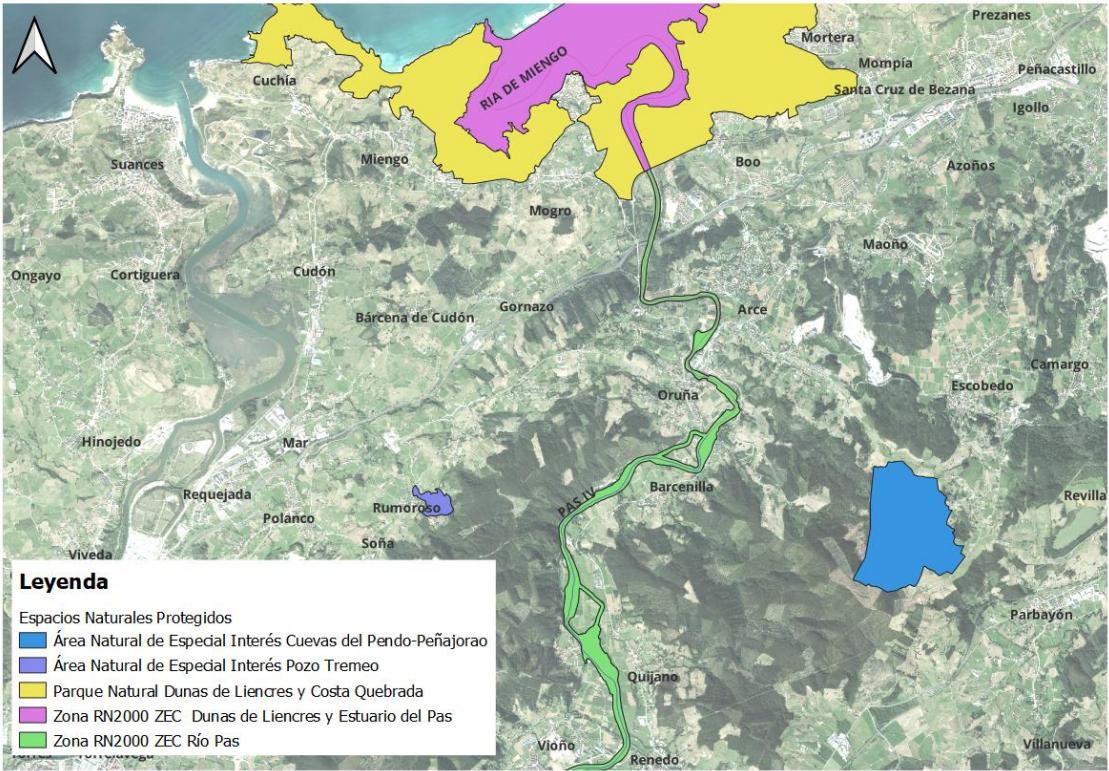 Prezanes
Mortera
Mompía
Peñacastillo
Cuchía
RIA DE MIENGO
Santa Cruz de Bezana
Igollo
Suances
Miengo
Boo
Azoños
Mogro
Maoño
Ongayo
Cortiguera
Cudón
Gornazo
Arce
Bárcena de Cudón
Camargo
Escobedo
Oruña
Hinojedo
Mar
Barcenilla
Requejada
PAS IV
Revilla
Rumoroso
Polanco
Soña
Viveda
Parbayón
Quijano
Vioño
Renedo
Villanueva
Leyenda
Espacios Naturales Protegidos
Área Natural de Especial Interés Cuevas del Pendo-Peñajorao
Área Natural de Especial Interés Pozo Tremeo
Parque Natural Dunas de Liencres y Costa Quebrada
Zona RN2000 ZEC Dunas de Liencres y Estuario del Pas
Zona RN2000 ZEC Río Pas